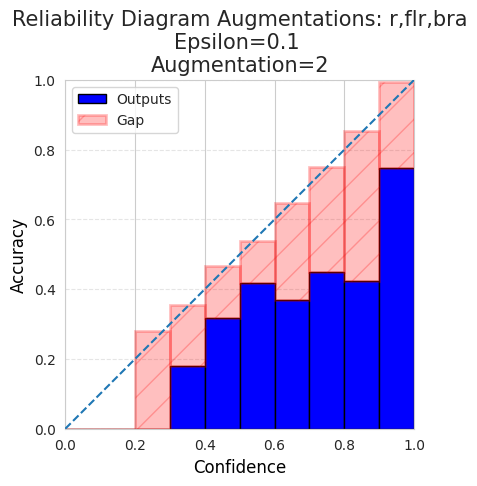 Reliability Diagram Augmentations: r,flr,bra
Epsilon=0.1
Augmentation=2
1.0
Outputs
Gap
0.8
0.6
0.4
0.2
0.0
Accuracy
0.0 0.2 0.4 0.6 0.8 1.0
Confidence